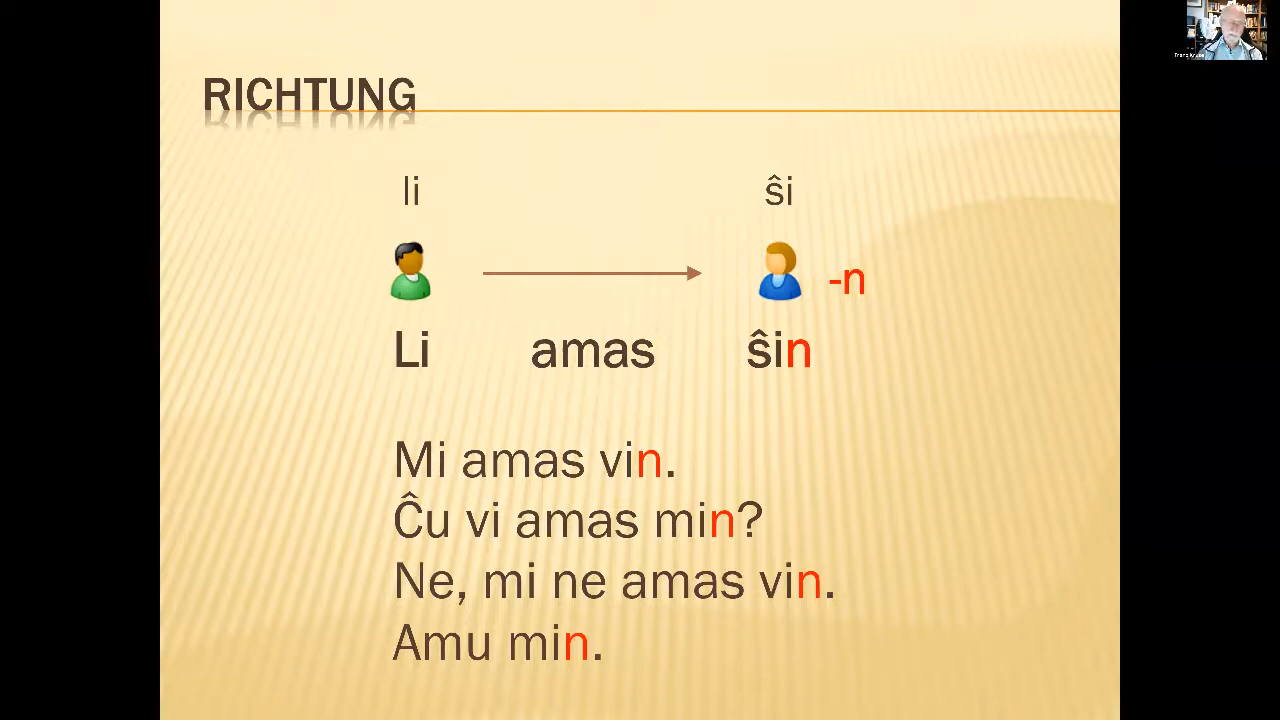 RICHTUNG
li ŝi
-n
Li amas ŝin
Mi amas vin.
Ĉu vi amas min?
Ne, mi ne amas vin.
Amu min.